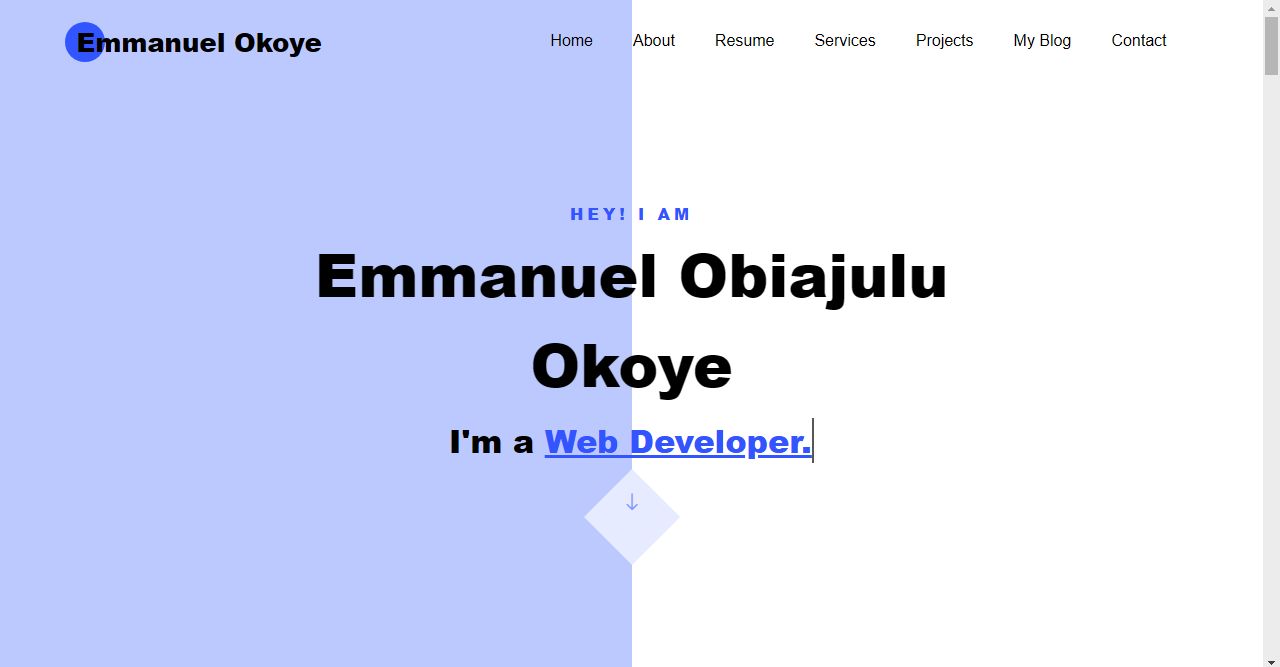 Emmanuel Okoye
Home About Resume Services Projects My Blog Contact
HEY! I AM
Emmanuel Obiajulu
Okoye
I'm a Web Developer.